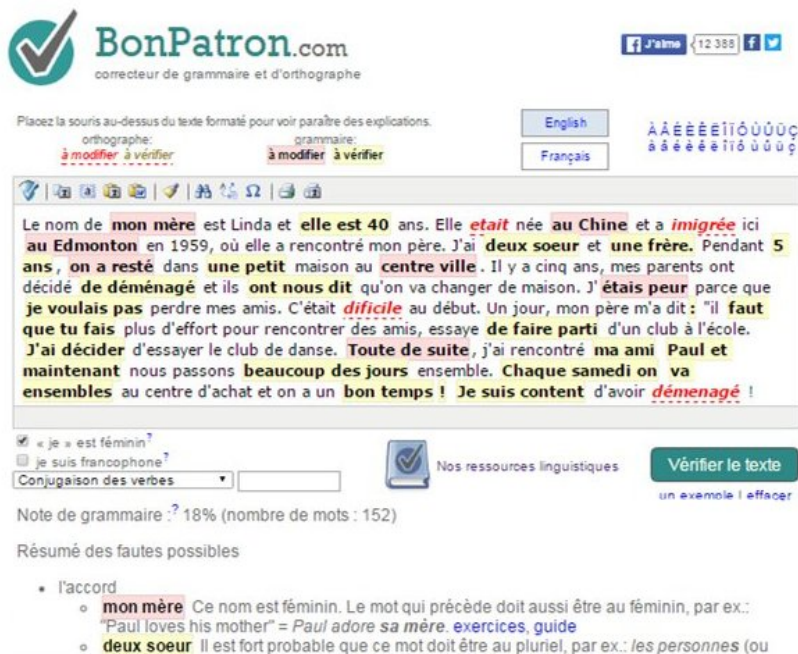 BonPatron.com
correcteur de grammaire et d'orthographe
J'aime 12 388
Placez la souris au-dessus du texte formaté pour voir paraître des explications.
orthographe: grammaire:
à modifier à vérifier à modifier à vérifier
English
Français
Le nom de mon mère est Linda et elle est 40 ans. Elle etait née au Chine et a imigrée ici
au Edmonton en 1959, où elle a rencontré mon père. J'ai deux soeur et une frère. Pendant 5
ans, on a resté dans une petit maison au centre ville. Il y a cinq ans, mes parents ont
décidé de déménagé et ils ont nous dit qu'on va changer de maison. J'étais peur parce que
je voulais pas perdre mes amis. C'était dificile au début. Un jour, mon père m'a dit : "il faut
que tu fais plus d'effort pour rencontrer des amis, essaye de faire parti d'un club à l'école.
J'ai décider d'essayer le club de danse. Toute de suite, j'ai rencontré ma ami Paul et
maintenant nous passons beaucoup des jours ensemble. Chaque samedi on va
ensembles au centre d'achat et on a un bon temps ! Je suis content d'avoir démenagé !
« je » est féminin?
je suis francophone?
Conjugaison des verbes
Nos ressources linguistiques
Vérifier le texte
un exemple | effacer
Note de grammaire :? 18% (nombre de mots : 152)
Résumé des fautes possibles
l'accord
mon mère Ce nom est féminin. Le mot qui précède doit aussi être au féminin, par ex.:
"Paul loves his mother" = Paul adore sa mère. exercices, guide
deux soeur Il est fort probable que ce mot doit être au pluriel, par ex.: les personnes (ou